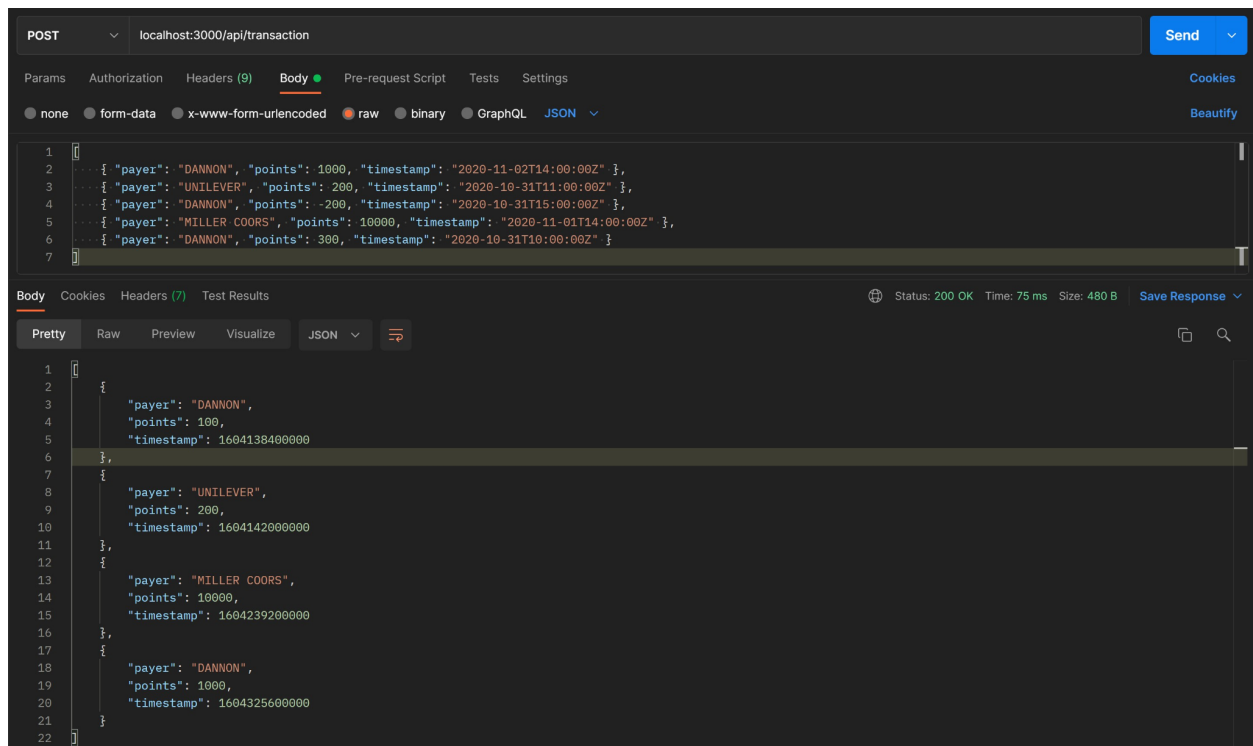 POST localhost:3000/api/transaction Send
Params Authorization Headers (9) Body Pre-request Script Tests Settings Cookies
none form-data x-www-form-urlencoded raw binary GraphQL JSON Beautify
1 [
2 { "payer": "DANNON", "points": 1000, "timestamp": "2020-11-02T14:00:00Z" },
3 { "payer": "UNILEVER", "points": 200, "timestamp": "2020-10-31T11:00:00Z" },
4 { "payer": "DANNON", "points": -200, "timestamp": "2020-10-31T15:00:00Z" },
5 { "payer": "MILLER COORS", "points": 10000, "timestamp": "2020-11-01T14:00:00Z" },
6 { "payer": "DANNON", "points": 300, "timestamp": "2020-10-31T10:00:00Z" }
7 ]
Body Cookies Headers (7) Test Results Status: 200 OK Time: 75 ms Size: 480 B Save Response
Pretty Raw Preview Visualize JSON
1 [
2 {
3 "payer": "DANNON",
4 "points": 100,
5 "timestamp": 1604138400000
6 },
7 {
8 "payer": "UNILEVER",
9 "points": 200,
10 "timestamp": 1604142000000
11 },
12 {
13 "payer": "MILLER COORS",
14 "points": 10000,
15 "timestamp": 1604239200000
16 },
17 {
18 "payer": "DANNON",
19 "points": 1000,
20 "timestamp": 1604325600000
21 }
22 ]